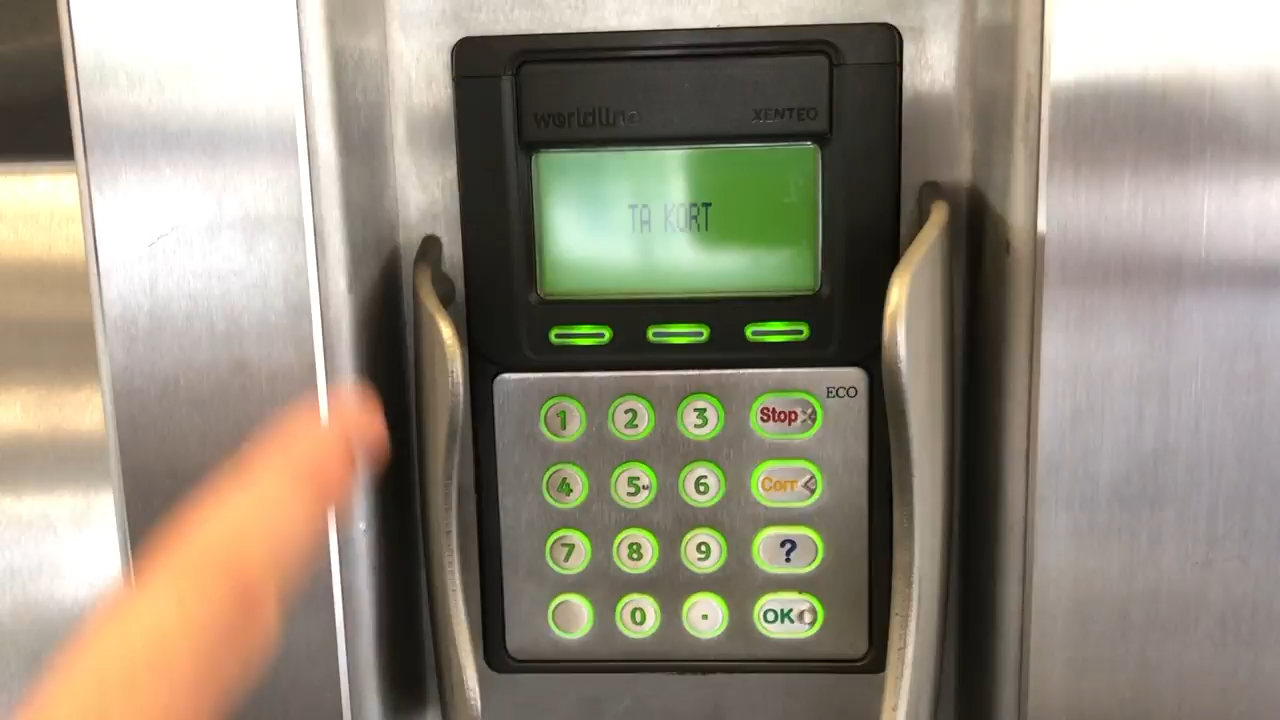 worldline XENTEO
TA KORT
ECO
1 2 3 Stop
4 5 6 Corr
7 8 9 ?
0 . OK